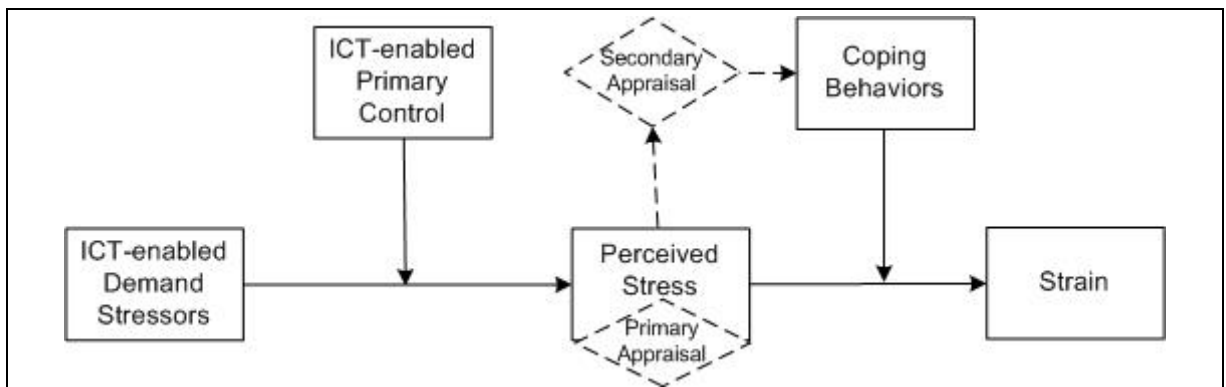 ICT-enabled
Primary
Control
Secondary
Appraisal
Coping
Behaviors
ICT-enabled
Demand
Stressors
Perceived
Stress
Primary
Appraisal
Strain